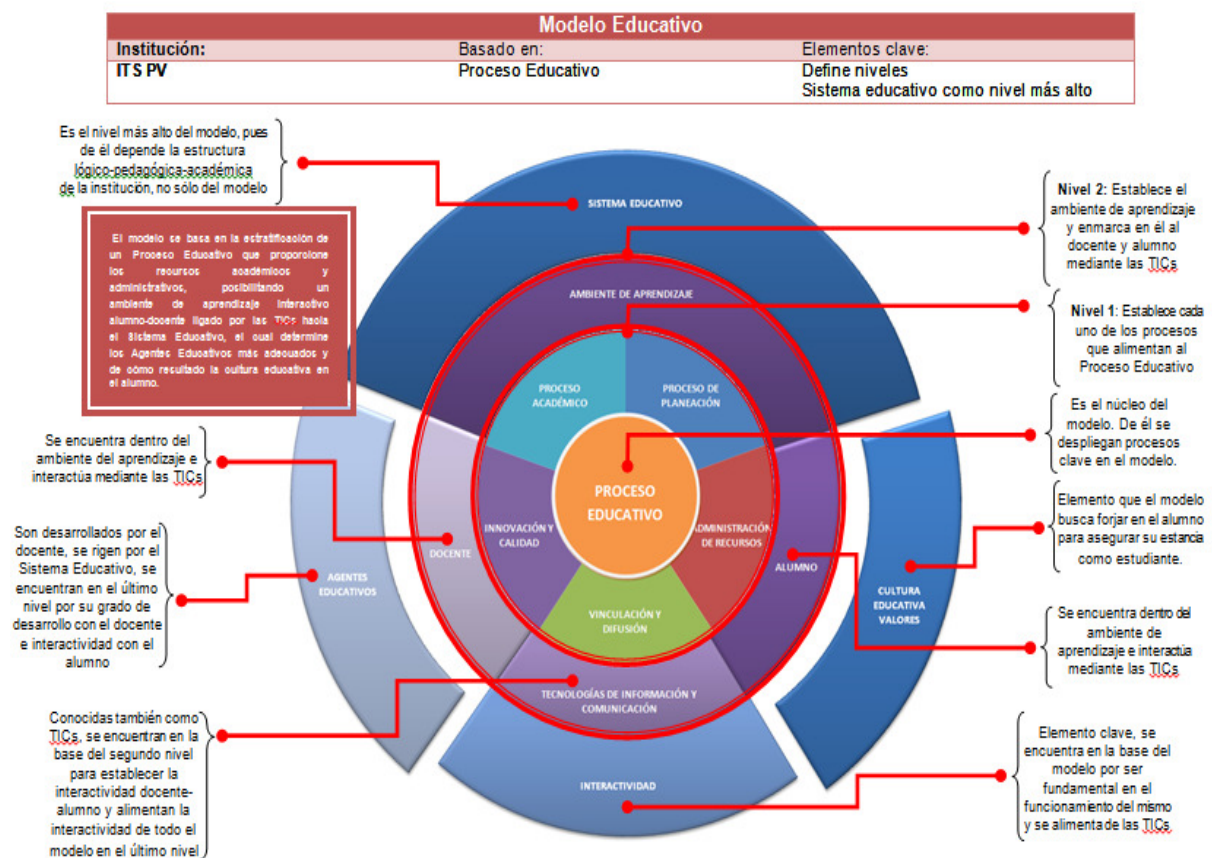 Modelo Educativo
Institución: Basado en: Elementos clave:
ITS PV Proceso Educativo Define niveles
Sistema educativo como nivel más alto
Es el nivel más alto del modelo, pues
de él depende la estructura
lógico-pedagógica-académica
de la institución, no sólo del modelo
El modelo se basa en la estratificación de
un Proceso Educativo que proporcione
los recursos académicos y
administrativos, posibilitando un
ambiente de aprendizaje interactivo
alumno-docente ligado por las TICs hacia
el Sistema Educativo, el cual determine
los Agentes Educativos más adecuados y
de cómo resultado la cultura educativa en
el alumno.
Se encuentra dentro del
ambiente del aprendizaje e
interactúa mediante las TICs
Son desarrollados por el
docente, se rigen por el
Sistema Educativo, se
encuentran en el último
nivel por su grado de
desarrollo con el docente
e interactividad con el
alumno
Conocidas también como
TICs, se encuentran en la
base del segundo nivel
para establecer la
interactividad docente-
alumno y alimentan la
interactividad de todo el
modelo en el último nivel
SISTEMA EDUCATIVO
AMBIENTE DE APRENDIZAJE
PROCESO
ACADÉMICO
PROCESO DE
PLANEACIÓN
PROCESO
EDUCATIVO
INNOVACIÓN Y
CALIDAD
ADMINISTRACIÓN
DE RECURSOS
DOCENTE
ALUMNO
AGENTES
EDUCATIVOS
CULTURA
EDUCATIVA
VALORES
VINCULACIÓN Y
DIFUSIÓN
TECNOLOGÍAS DE INFORMACIÓN Y
COMUNICACIÓN
INTERACTIVIDAD
Nivel 2: Establece el
ambiente de aprendizaje
y enmarca en él al
docente y alumno
mediante las TICs
Nivel 1: Establece cada
uno de los procesos
que alimentan al
Proceso Educativo
Es el núcleo del
modelo. De él se
despliegan procesos
clave en el modelo.
Elemento que el modelo
busca forjar en el alumno
para asegurar su estancia
como estudiante.
Se encuentra dentro del
ambiente de
aprendizaje e interactúa
mediante las TICs
Elemento clave, se
encuentra en la base del
modelo por ser
fundamental en el
funcionamiento del mismo
y se alimenta de las TICs.